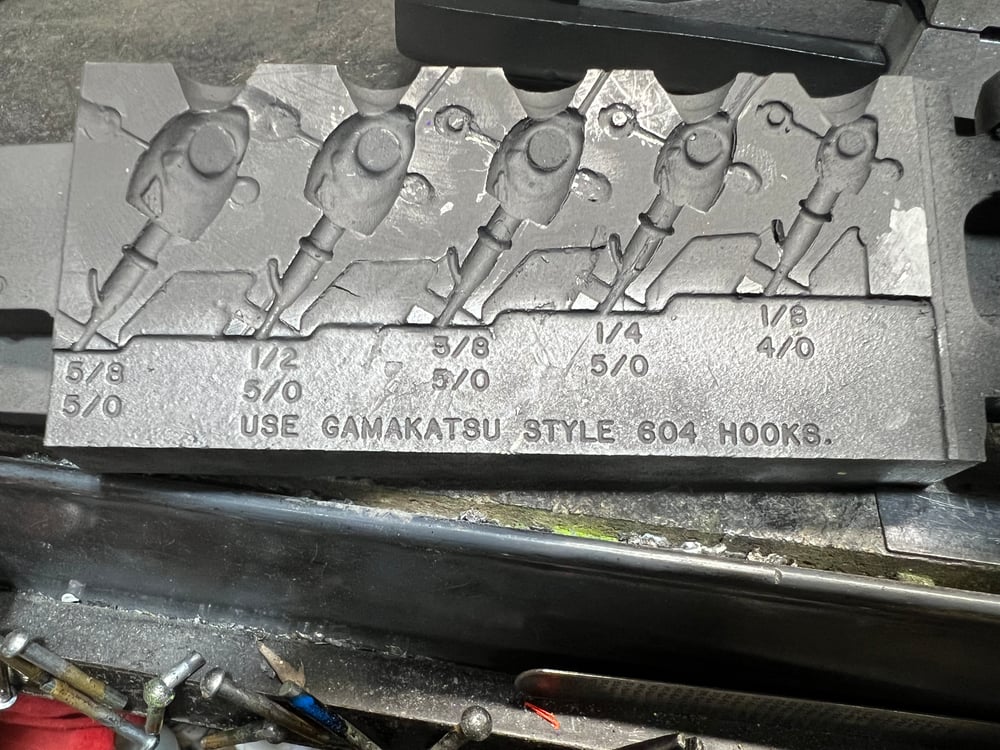 5/8 1/2 3/8 1/4 1/8
5/0 5/0 5/0 5/0 4/0
USE GAMAKATSU STYLE 604 HOOKS.